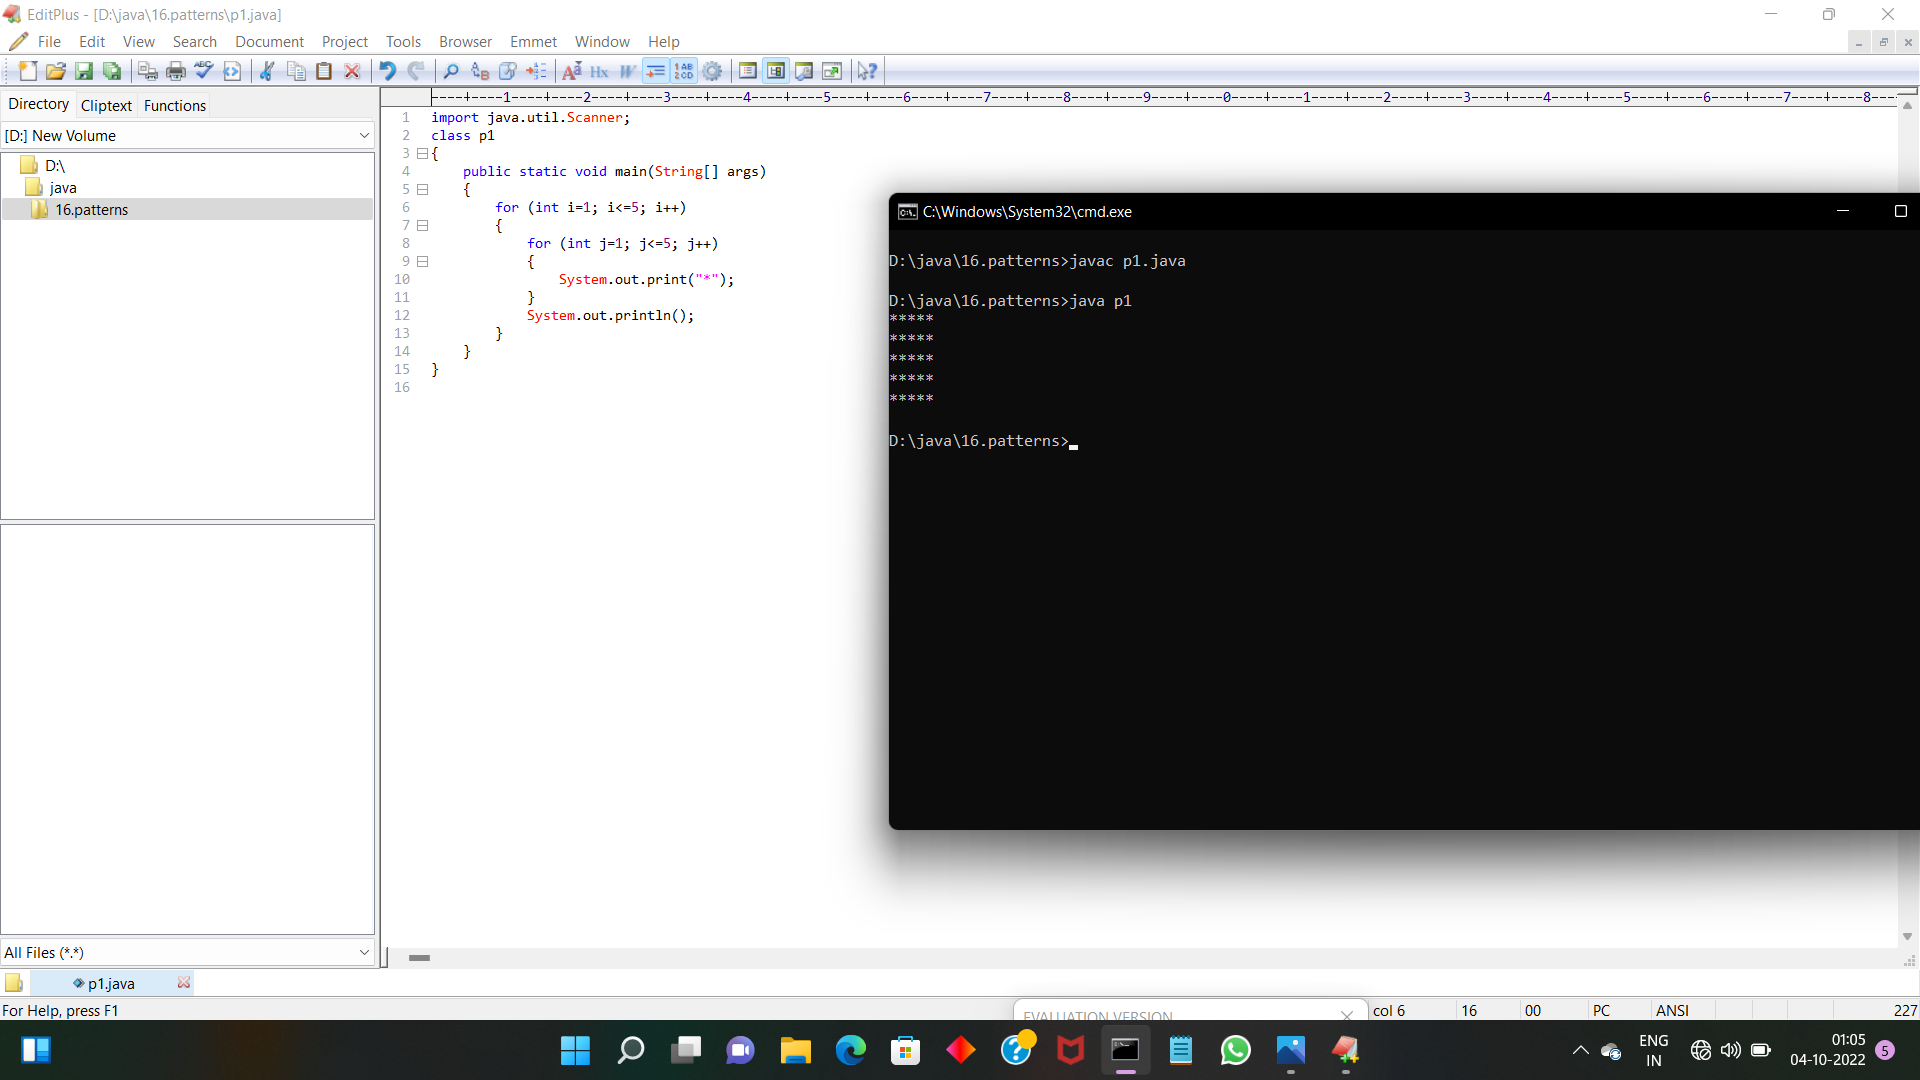 EditPlus - [D:\java\16.patterns\p1.java]
File Edit View Search Document Project Tools Browser Emmet Window Help
Directory Cliptext Functions
----+----1----+----2----+----3----+----4----+----5----+----6----+----7----+----8----+----9----+----0----+----1----+----2----+----3----+----4----+----5----+----6----+----7----+----8---
[D:] New Volume
D:\
java
16.patterns
1 import java.util.Scanner;
2 class p1
3 {
4 public static void main(String[] args)
5 {
6 for (int i=1; i<=5; i++)
7 {
8 for (int j=1; j<=5; j++)
9 {
10 System.out.print("*");
11 }
12 System.out.println();
13 }
14 }
15 }
16
C:\Windows\System32\cmd.exe
D:\java\16.patterns>javac p1.java
D:\java\16.patterns>java p1
*****
*****
*****
*****
*****
D:\java\16.patterns>
All Files (*.*)
p1.java
For Help, press F1
EVALUATION VERSION
col 6 16 00 PC ANSI 227
ENG
IN
01:05
04-10-2022
5